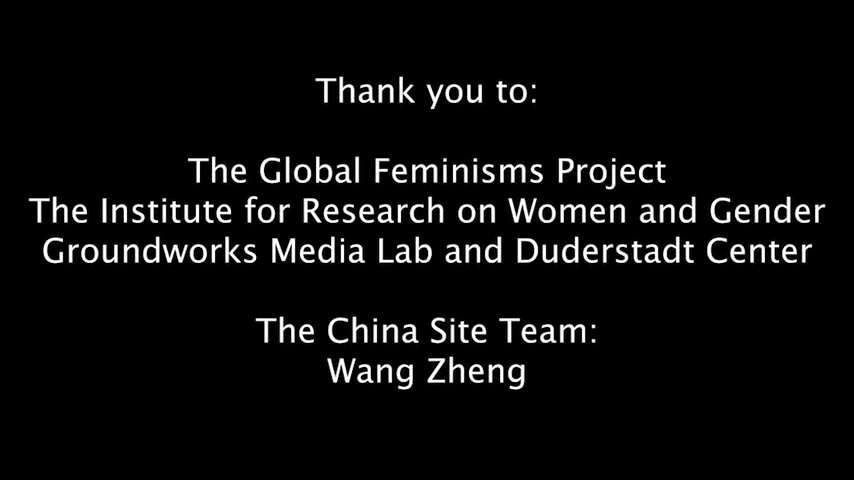 Thank you to:
The Global Feminisms Project
The Institute for Research on Women and Gender
Groundworks Media Lab and Duderstadt Center
The China Site Team:
Wang Zheng